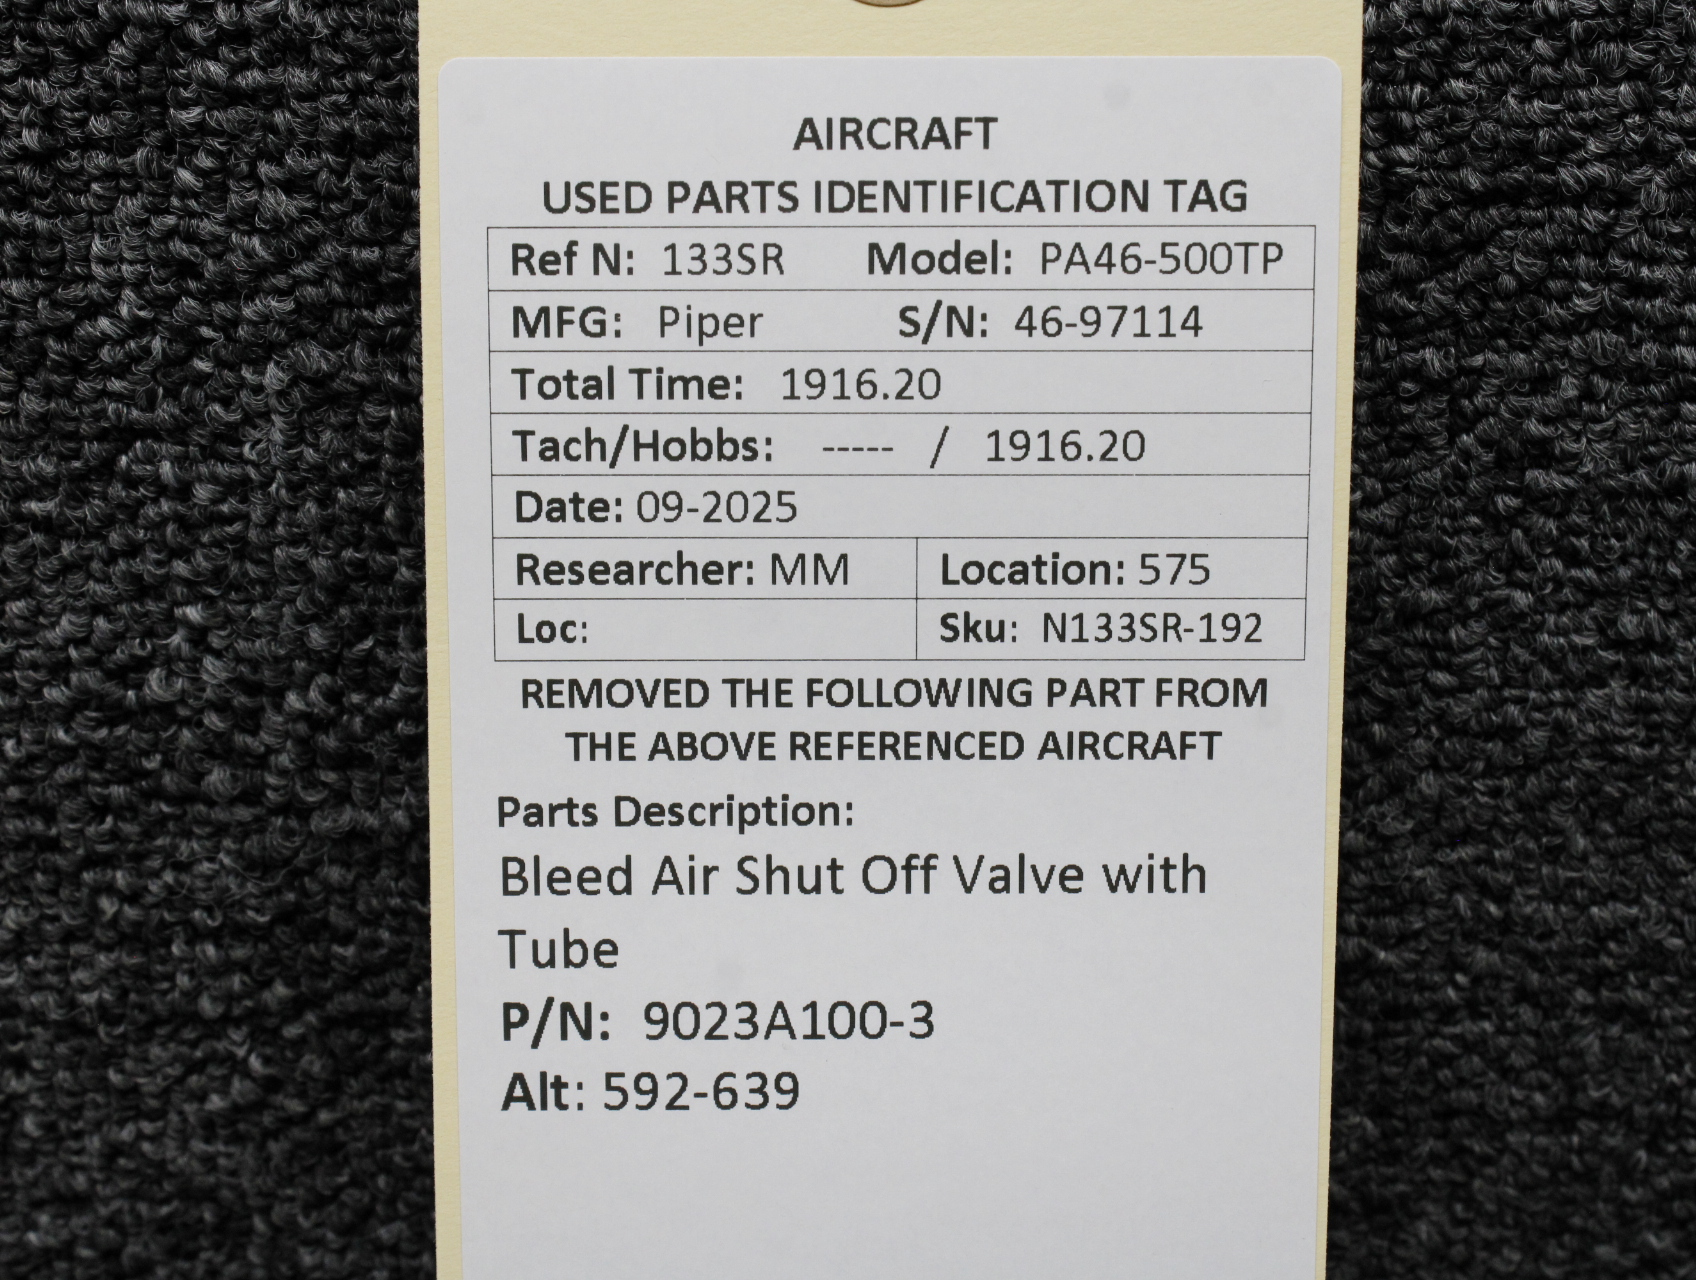 AIRCRAFT
USED PARTS IDENTIFICATION TAG
Ref N: 133SR Model: PA46-500TP
MFG: Piper S/N: 46-97114
Total Time: 1916.20
Tach/Hobbs: ----- / 1916.20
Date: 09-2025
Researcher: MM Location: 575
Loc: Sku: N133SR-192
REMOVED THE FOLLOWING PART FROM
THE ABOVE REFERENCED AIRCRAFT
Parts Description:
Bleed Air Shut Off Valve with
Tube
P/N: 9023A100-3
Alt: 592-639